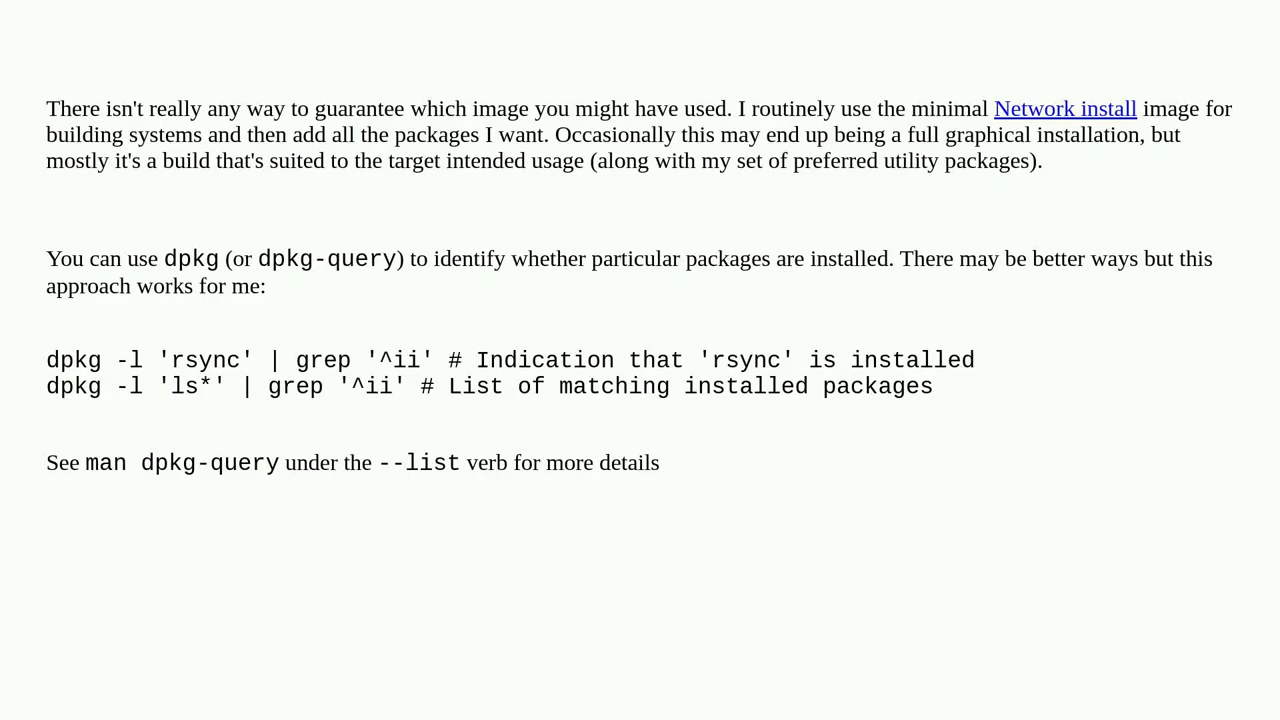 There isn't really any way to guarantee which image you might have used. I routinely use the minimal Network install image for
building systems and then add all the packages I want. Occasionally this may end up being a full graphical installation, but
mostly it's a build that's suited to the target intended usage (along with my set of preferred utility packages).
You can use dpkg (or dpkg-query) to identify whether particular packages are installed. There may be better ways but this
approach works for me:
dpkg -l 'rsync' | grep '^ii' # Indication that 'rsync' is installed
dpkg -l 'ls*' | grep '^ii' # List of matching installed packages
See man dpkg-query under the --list verb for more details